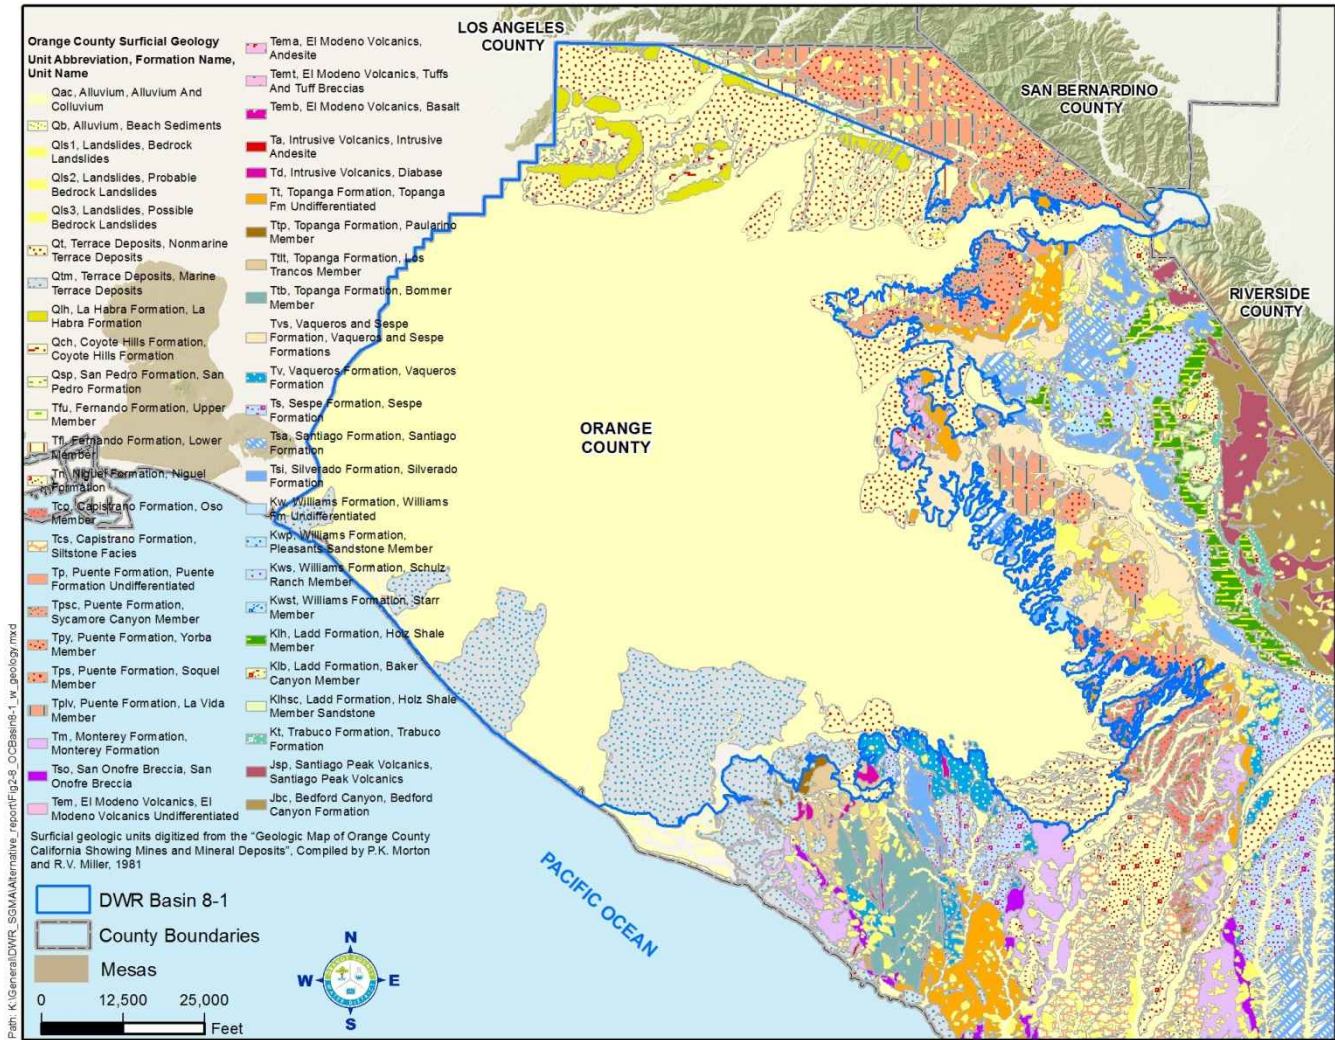 Orange County Surficial Geology
Unit Abbreviation, Formation Name,
Unit Name
Qac, Alluvium, Alluvium And
Colluvium
Qb, Alluvium, Beach Sediments
Qls1, Landslides, Bedrock
Landslides
Qls2, Landslides, Probable
Bedrock Landslides
Qls3, Landslides, Possible
Bedrock Landslides
Qt, Terrace Deposits, Nonmarine
Terrace Deposits
Qtm, Terrace Deposits, Marine
Terrace Deposits
Qlh, La Habra Formation, La
Habra Formation
Qch, Coyote Hills Formation,
Coyote Hills Formation
Qsp, San Pedro Formation, San
Pedro Formation
Tfu, Fernando Formation, Upper
Member
Tfl, Fernando Formation, Lower
Member
Tn, Niguel Formation, Niguel
Formation
Tco, Capistrano Formation, Oso
Member
Tcs, Capistrano Formation,
Siltstone Facies
Tp, Puente Formation, Puente
Formation Undifferentiated
Tpsc, Puente Formation,
Sycamore Canyon Member
Tpy, Puente Formation, Yorba
Member
Tps, Puente Formation, Soquel
Member
Tplv, Puente Formation, La Vida
Member
Tm, Monterey Formation,
Monterey Formation
Tso, San Onofre Breccia, San
Onofre Breccia
Tem, El Modeno Volcanics, El
Modeno Volcanics Undifferentiated
Tema, El Modeno Volcanics,
Andesite
Temt, El Modeno Volcanics, Tuffs
And Tuff Breccias
Temb, El Modeno Volcanics, Basalt
Ta, Intrusive Volcanics, Intrusive
Andesite
Td, Intrusive Volcanics, Diabase
Tt, Topanga Formation, Topanga
Fm Undifferentiated
Ttp, Topanga Formation, Paularino
Member
Ttlt, Topanga Formation, Los
Trancos Member
Ttb, Topanga Formation, Bommer
Member
Tvs, Vaqueros and Sespe
Formation, Vaqueros and Sespe
Formations
Tv, Vaqueros Formation, Vaqueros
Formation
Ts, Sespe Formation, Sespe
Formation
Tsa, Santiago Formation, Santiago
Formation
Tsi, Silverado Formation, Silverado
Formation
Kw, Williams Formation, Williams
Fm Undifferentiated
Kwp, Williams Formation,
Pleasants Sandstone Member
Kws, Williams Formation, Schulz
Ranch Member
Kwst, Williams Formation, Starr
Member
Klh, Ladd Formation, Holz Shale
Member
Klb, Ladd Formation, Baker
Canyon Member
Klhsc, Ladd Formation, Holz Shale
Member Sandstone
Kt, Trabuco Formation, Trabuco
Formation
Jsp, Santiago Peak Volcanics,
Santiago Peak Volcanics
Jbc, Bedford Canyon, Bedford
Canyon Formation
Surficial geologic units digitized from the "Geologic Map of Orange County
California Showing Mines and Mineral Deposits", Compiled by P.K. Morton
and R.V. Miller, 1981
DWR Basin 8-1
County Boundaries
Mesas
0 12,500 25,000
Feet
N
W E
S
LOS ANGELES
COUNTY
SAN BERNARDINO
COUNTY
RIVERSIDE
COUNTY
ORANGE
COUNTY
PACIFIC OCEAN
Path: K:\General\DWR_SGMA\Alternative_report\Fig2-8_OCBasin8-1_w_geology.mxd